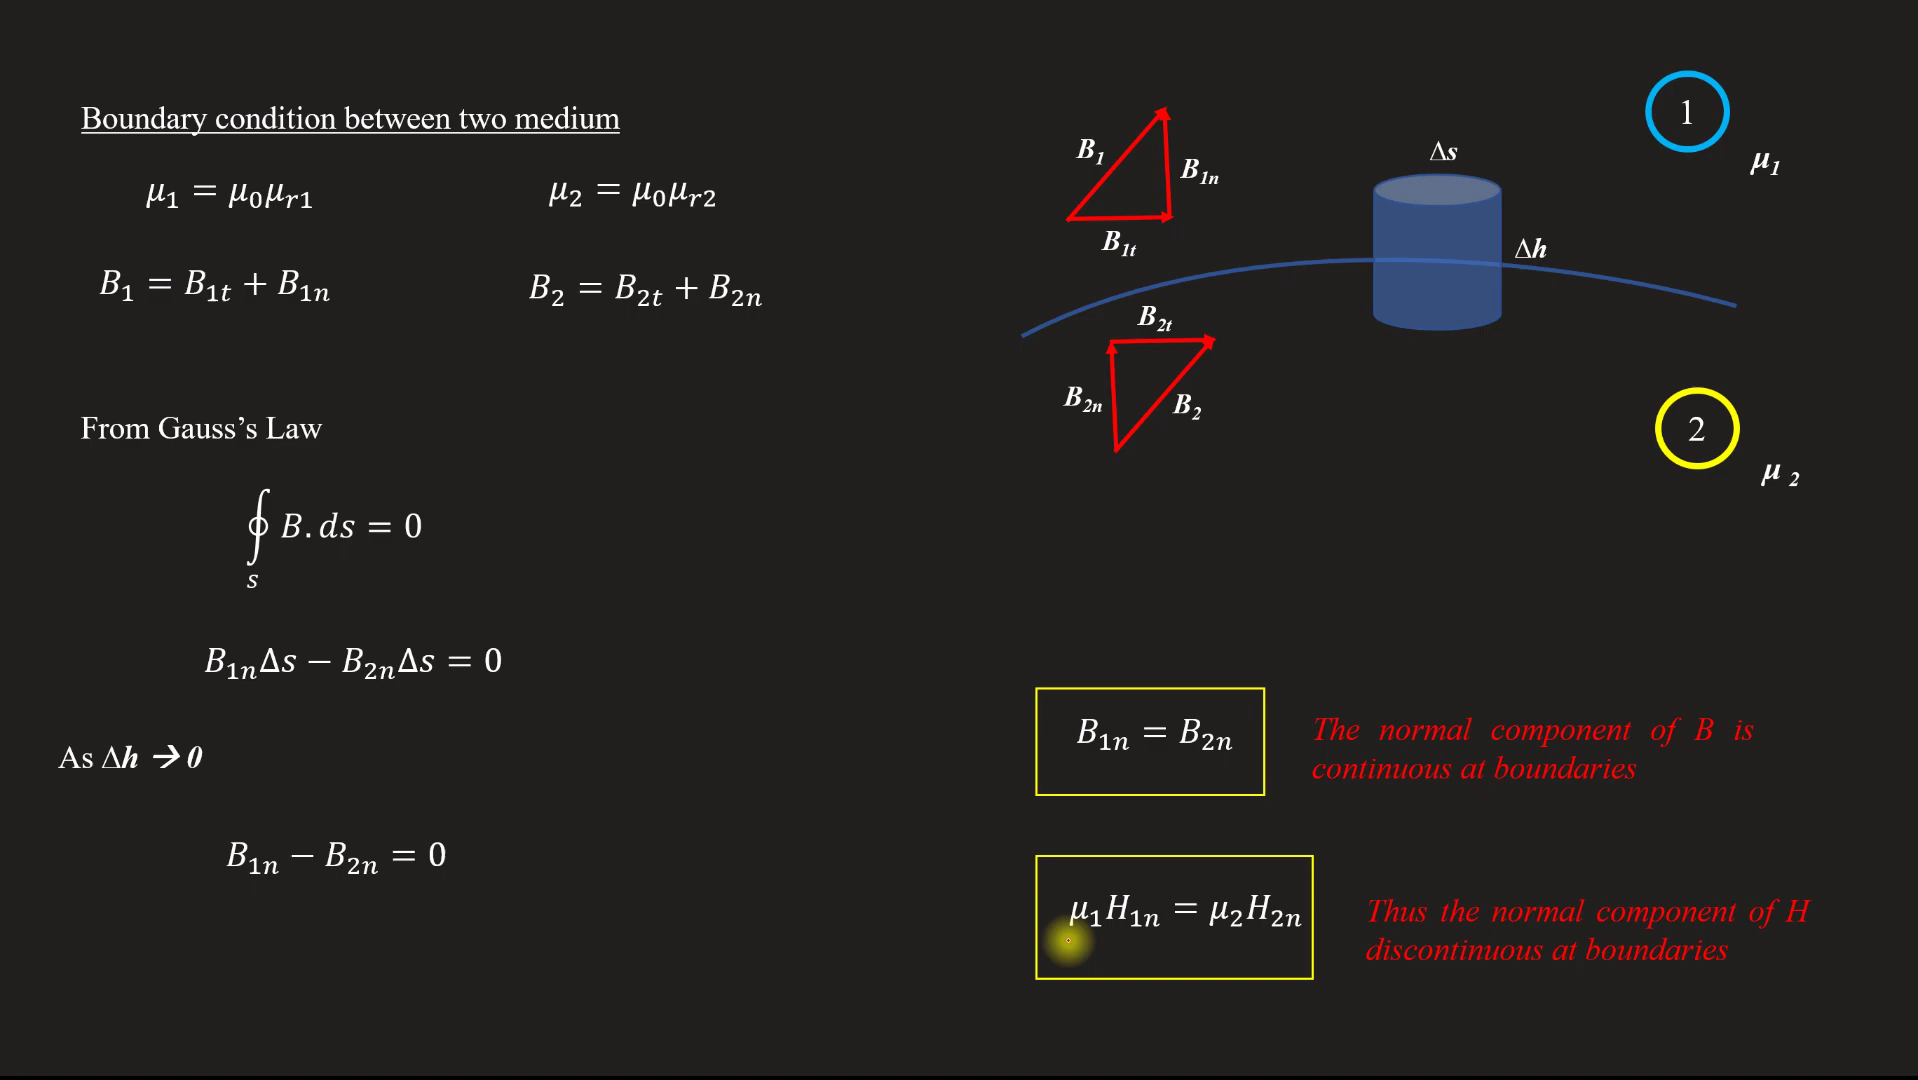 Boundary condition between two medium
μ₁ = μ₀μᵣ₁
μ₂ = μ₀μᵣ₂
B₁ = B₁ₜ + B₁ₙ
B₂ = B₂ₜ + B₂ₙ
From Gauss’s Law
∮ B.ds = 0
s
B₁ₙΔs − B₂ₙΔs = 0
As Δh → 0
B₁ₙ − B₂ₙ = 0
B₁
B₁ₙ
B₁ₜ
Δs
Δh
1
μ₁
B₂ₜ
B₂ₙ
B₂
2
μ ₂
B₁ₙ = B₂ₙ
The normal component of B is
continuous at boundaries
μ₁H₁ₙ = μ₂H₂ₙ
Thus the normal component of H
discontinuous at boundaries